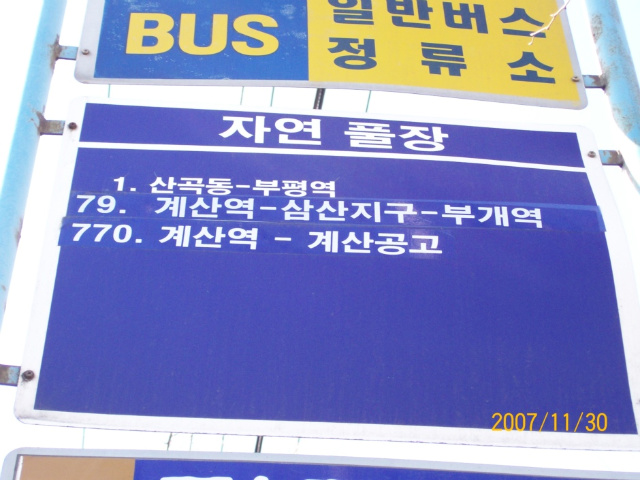 BUS
일반버스
정류소
자연 풀장
1. 산곡동-부평역
79. 계산역-삼산지구-부개역
770. 계산역 - 계산공고
2007/11/30